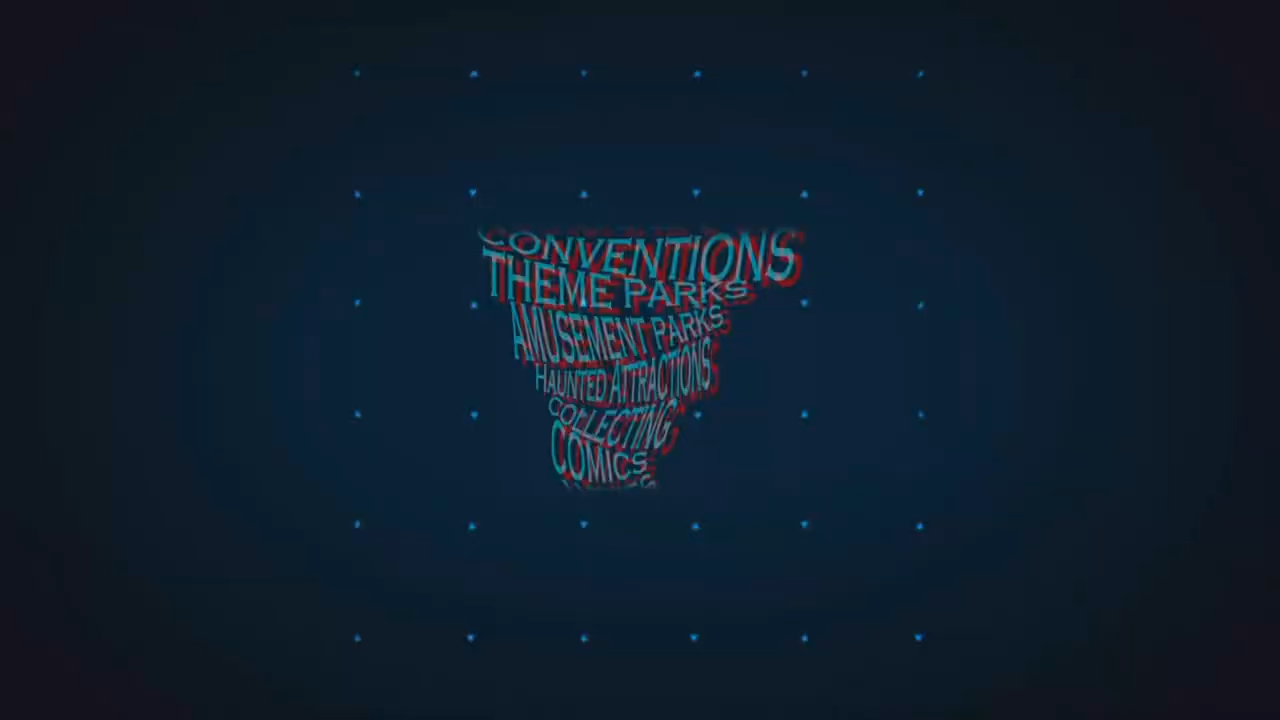 CONVENTIONS
THEME PARKS
AMUSEMENT PARKS
HAUNTED ATTRACTIONS
COLLECTING
COMICS